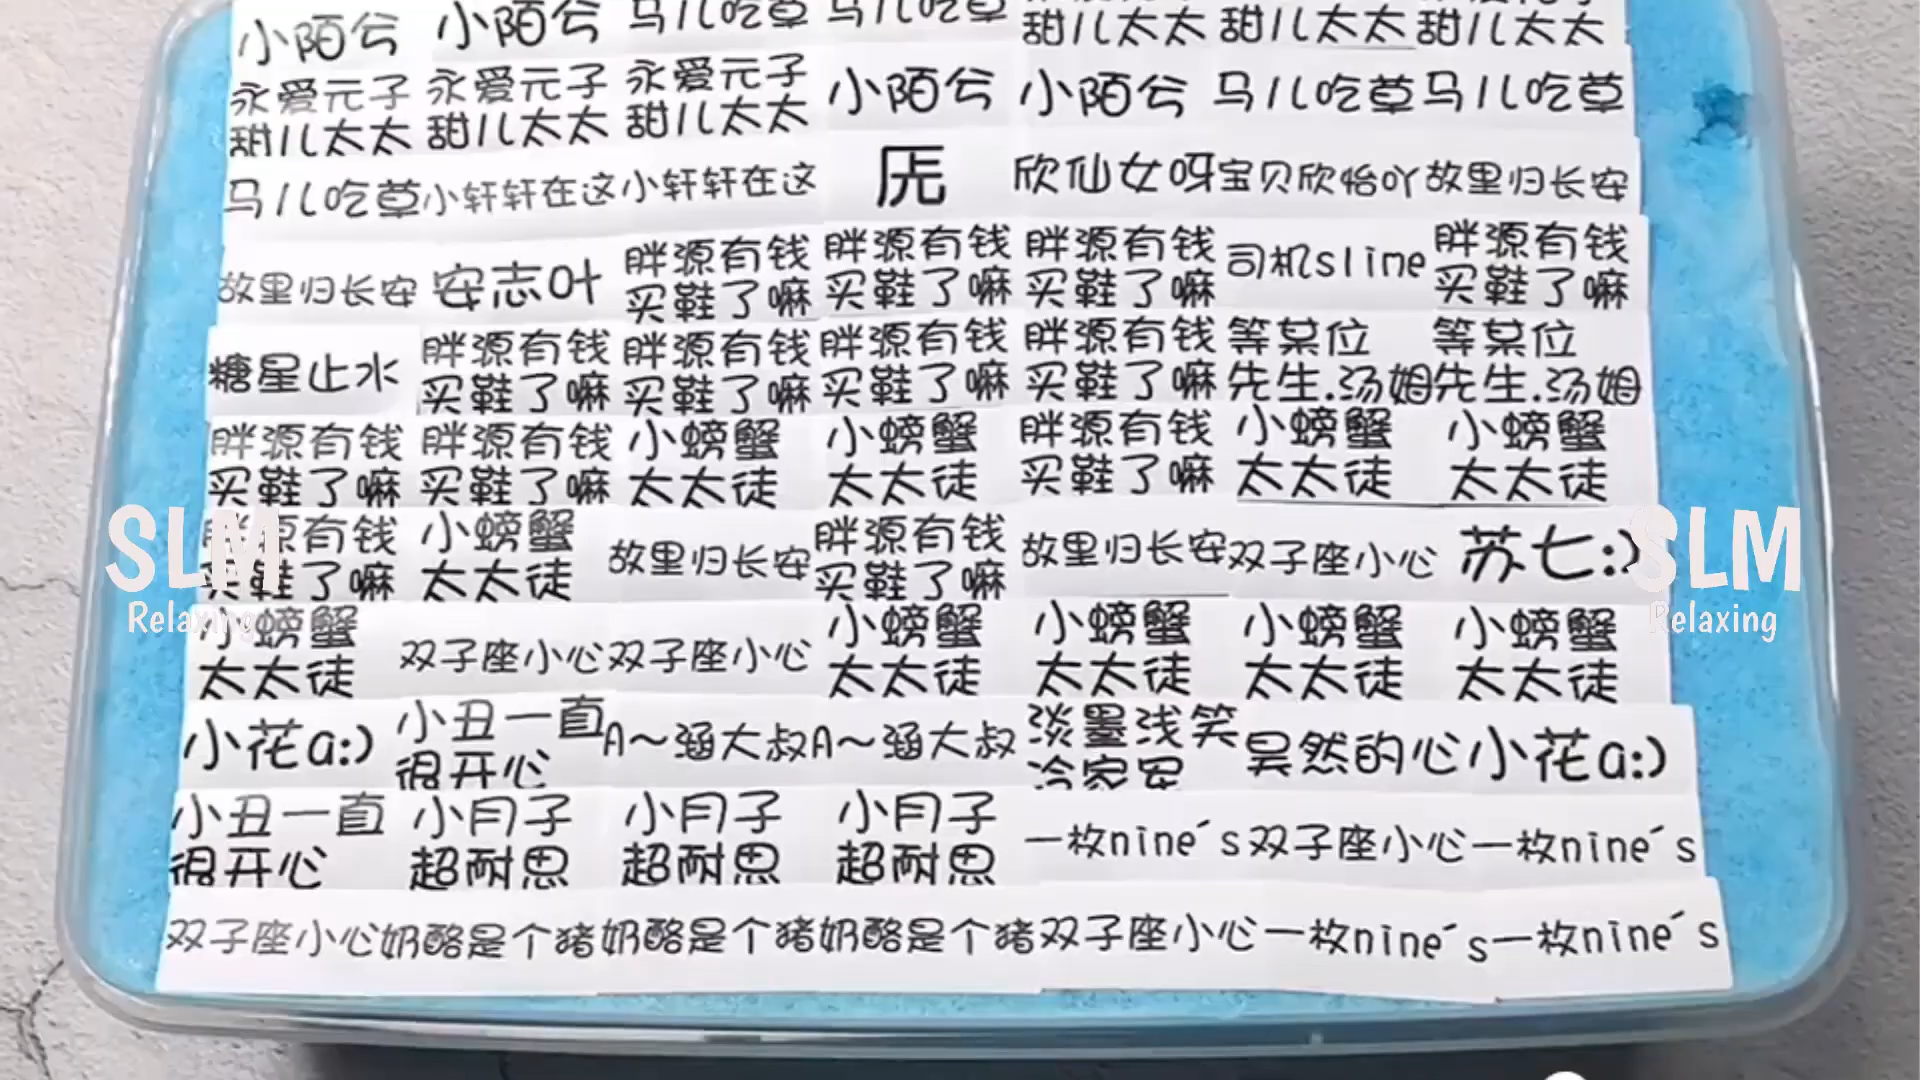 小陌兮 小陌兮 马儿吃草 马儿吃草
甜儿太太 甜儿太太 甜儿太太
永爱元子 永爱元子 永爱元子 小陌兮 小陌兮 马儿吃草 马儿吃草
甜儿太太 甜儿太太 甜儿太太
马儿吃草 小轩轩在这 小轩轩在这 兏 欣仙女呀 宝贝欣怡吖 故里归长安
故里归长安 安志叶 胖源有钱 胖源有钱 胖源有钱 司机slime 胖源有钱
买鞋了嘛 买鞋了嘛 买鞋了嘛 买鞋了嘛
糖星止水 胖源有钱 胖源有钱 胖源有钱 胖源有钱 等某位 等某位
买鞋了嘛 买鞋了嘛 买鞋了嘛 买鞋了嘛 先生.汤姆 先生.汤姆
胖源有钱 胖源有钱 小螃蟹 小螃蟹 胖源有钱 小螃蟹 小螃蟹
买鞋了嘛 买鞋了嘛 太太徒 太太徒 买鞋了嘛 太太徒 太太徒
胖源有钱 小螃蟹 故里归长安 胖源有钱 故里归长安 双子座小心 苏七:)
买鞋了嘛 太太徒 买鞋了嘛
SLM SLM
Relaxing Relaxing
小螃蟹 双子座小心 双子座小心 小螃蟹 小螃蟹 小螃蟹 小螃蟹
太太徒 太太徒 太太徒 太太徒 太太徒
小花a:) 小丑一直 A～涵大叔 A～涵大叔 淡墨浅笑 昊然的心 小花a:)
很开心
小丑一直 小月子 小月子 小月子 一枚nine´s 双子座小心 一枚nine´s
很开心 超耐思 超耐思 超耐思
双子座小心 奶酪是个猪 奶酪是个猪 奶酪是个猪 双子座小心 一枚nine´s 一枚nine´s